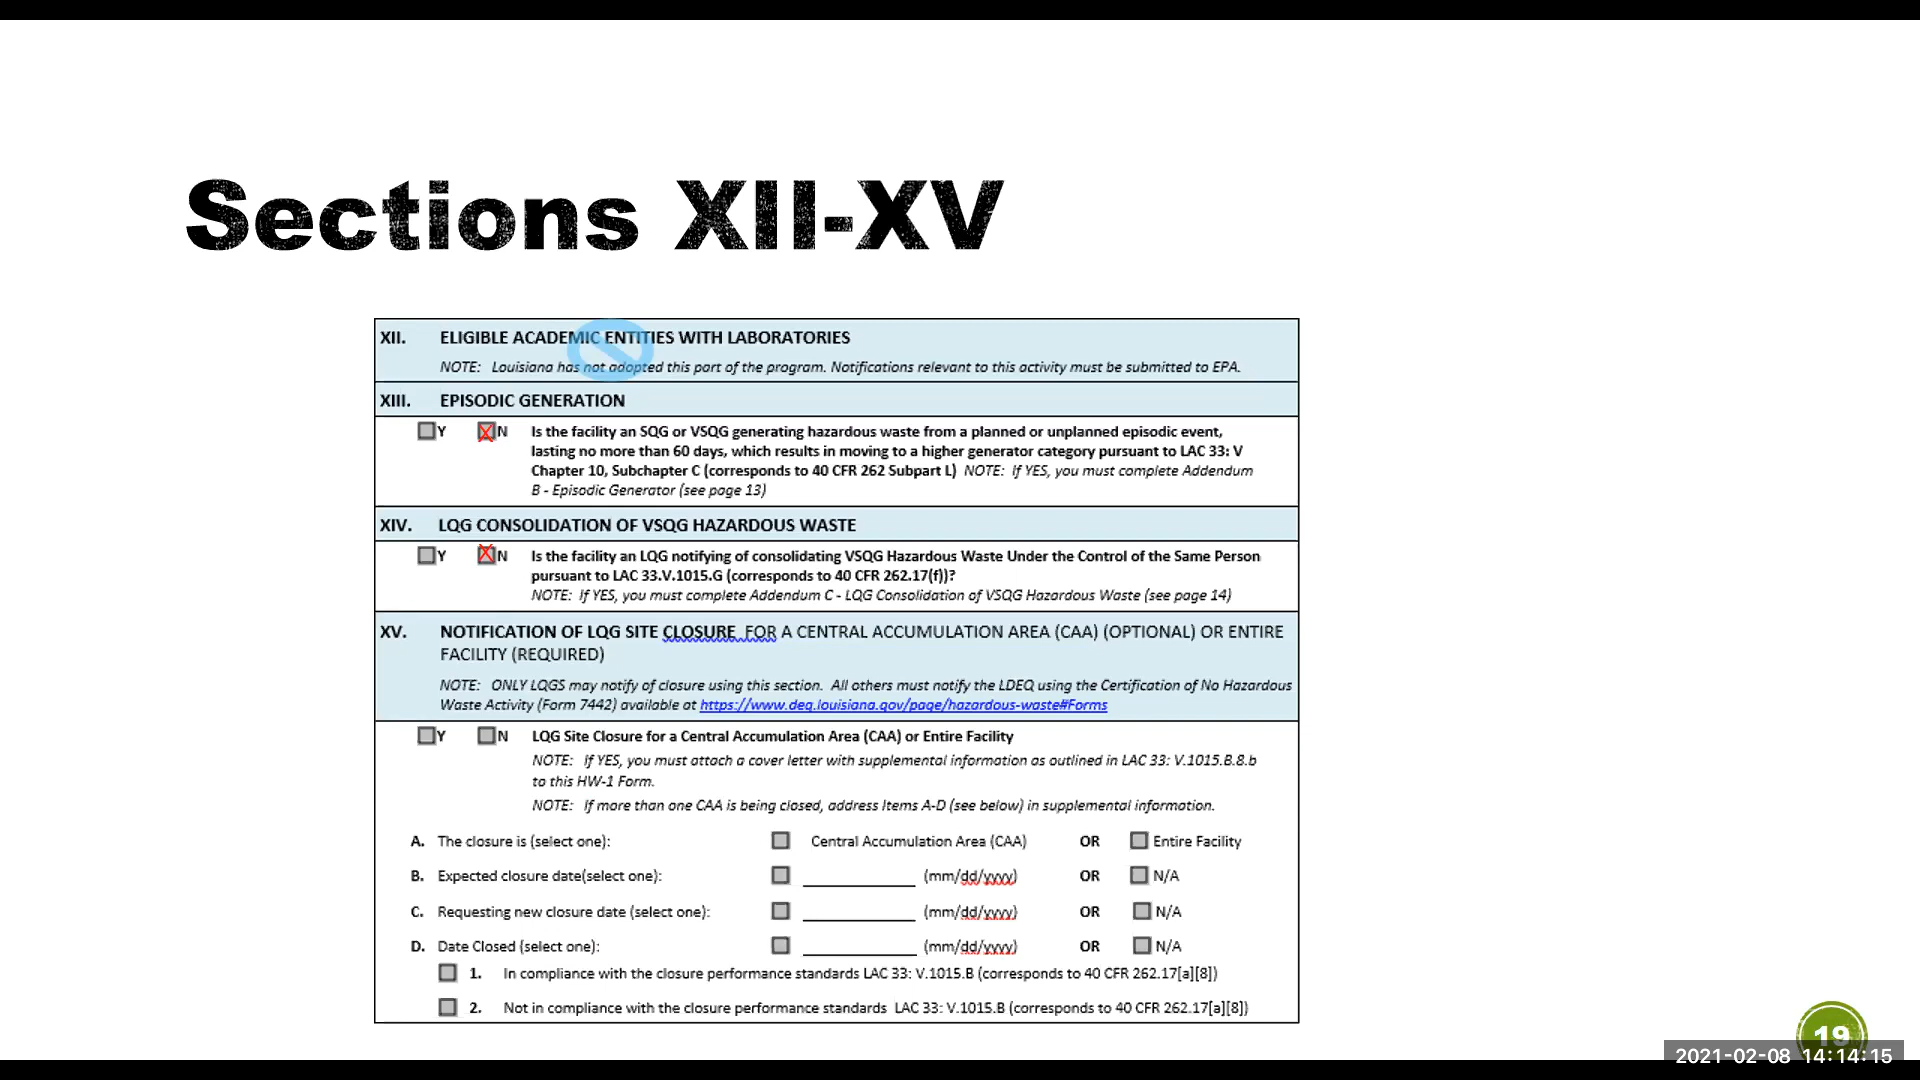 Sections XII-XV
XII. ELIGIBLE ACADEMIC ENTITIES WITH LABORATORIES
NOTE: Louisiana has not adopted this part of the program. Notifications relevant to this activity must be submitted to EPA.
XIII. EPISODIC GENERATION
Y N Is the facility an SQG or VSQG generating hazardous waste from a planned or unplanned episodic event,
lasting no more than 60 days, which results in moving to a higher generator category pursuant to LAC 33: V
Chapter 10, Subchapter C (corresponds to 40 CFR 262 Subpart L) NOTE: If YES, you must complete Addendum
B - Episodic Generator (see page 13)
XIV. LQG CONSOLIDATION OF VSQG HAZARDOUS WASTE
Y N Is the facility an LQG notifying of consolidating VSQG Hazardous Waste Under the Control of the Same Person
pursuant to LAC 33.V.1015.G (corresponds to 40 CFR 262.17(f))?
NOTE: If YES, you must complete Addendum C - LQG Consolidation of VSQG Hazardous Waste (see page 14)
XV. NOTIFICATION OF LQG SITE CLOSURE FOR A CENTRAL ACCUMULATION AREA (CAA) (OPTIONAL) OR ENTIRE
FACILITY (REQUIRED)
NOTE: ONLY LQGS may notify of closure using this section. All others must notify the LDEQ using the Certification of No Hazardous
Waste Activity (Form 7442) available at https://www.deq.louisiana.gov/page/hazardous-waste#Forms
Y N LQG Site Closure for a Central Accumulation Area (CAA) or Entire Facility
NOTE: If YES, you must attach a cover letter with supplemental information as outlined in LAC 33: V.1015.B.8.b
to this HW-1 Form.
NOTE: If more than one CAA is being closed, address Items A-D (see below) in supplemental information.
A. The closure is (select one): Central Accumulation Area (CAA) OR Entire Facility
B. Expected closure date(select one): (mm/dd/yyyy) OR N/A
C. Requesting new closure date (select one): (mm/dd/yyyy) OR N/A
D. Date Closed (select one): (mm/dd/yyyy) OR N/A
1. In compliance with the closure performance standards LAC 33: V.1015.B (corresponds to 40 CFR 262.17[a][8])
2. Not in compliance with the closure performance standards LAC 33: V.1015.B (corresponds to 40 CFR 262.17[a][8])
19
2021-02-08 14:14:15